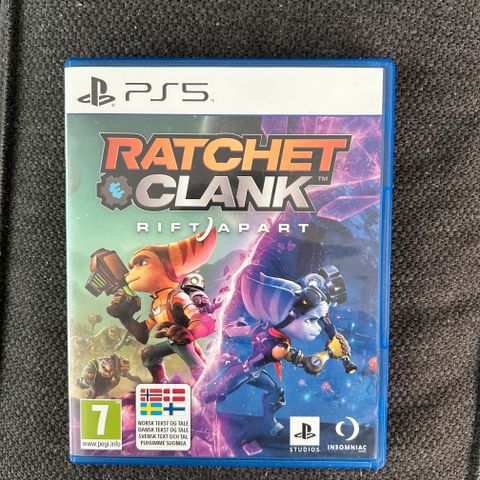 PS5
RATCHET
& CLANK™
RIFT APART
7
www.pegi.info
NORSK TEKST OG TALE
DANSK TEKST OG TALE
SVENSK TEXT OCH TAL
PUHUMME SUOMEA
STUDIOS
INSOMNIAC